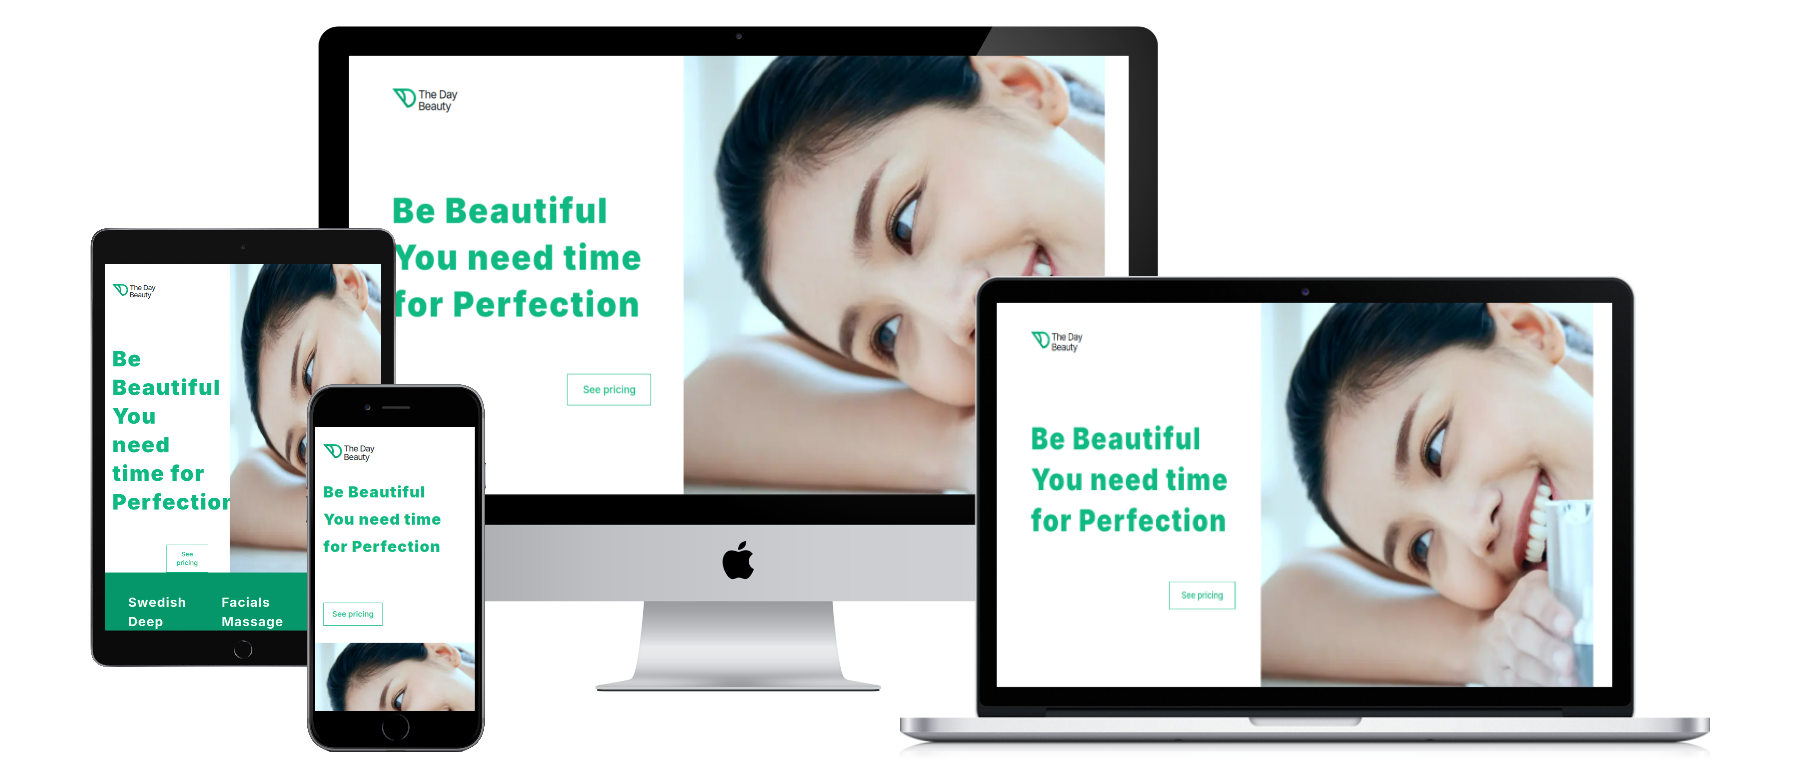 The Day
Beauty
Be Beautiful
You need time
for Perfection
See pricing
The Day
Beauty
Be
Beautiful
You
need
time for
Perfection
See
pricing
Swedish
Deep
Facials
Massage
The Day
Beauty
Be Beautiful
You need time
for Perfection
See pricing
The Day
Beauty
Be Beautiful
You need time
for Perfection
See pricing